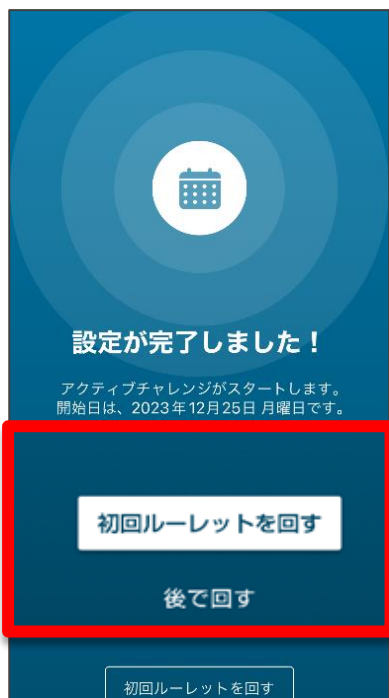 設定が完了しました！
アクティブチャレンジがスタートします。
開始日は、2023年12月25日 月曜日です。
初回ルーレットを回す
後で回す
初回ルーレットを回す